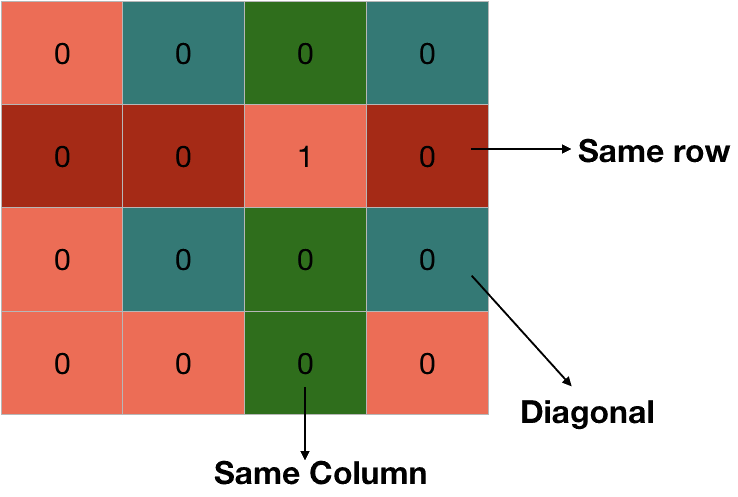 0 0 0 0
0 0 1 0
Same row
0 0 0 0
0 0 0 0
Diagonal
Same Column